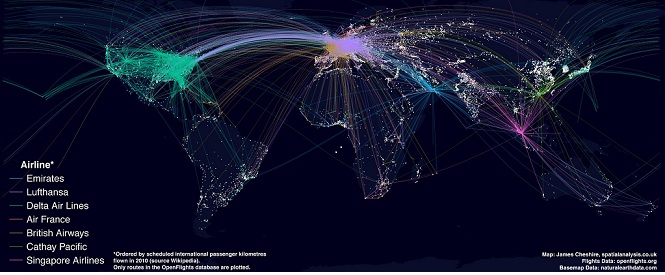 Airline*
Emirates
Lufthansa
Delta Air Lines
Air France
British Airways
Cathay Pacific
Singapore Airlines
*Ordered by scheduled international passenger kilometres
flown in 2010 (source Wikipedia).
Only routes in the OpenFlights database are plotted.
Map: James Cheshire, spatialanalysis.co.uk
Flights Data: openflights.org
Basemap Data: naturalearthdata.com